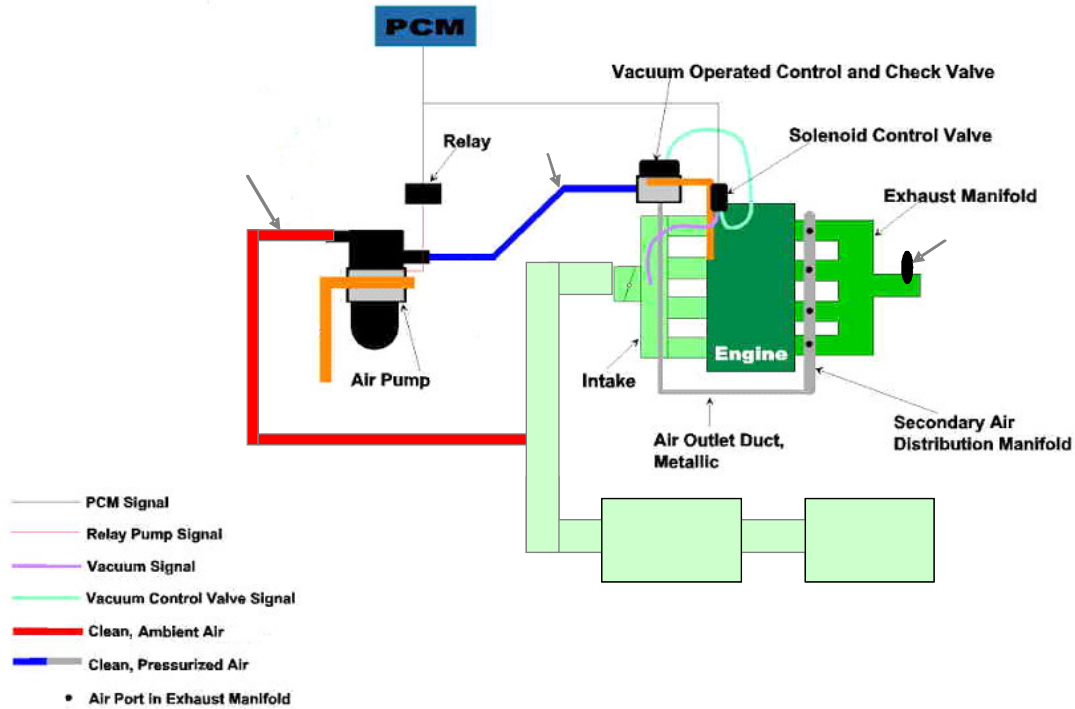 PCM
Vacuum Operated Control and Check Valve
Relay
Solenoid Control Valve
Exhaust Manifold
Engine
Air Pump
Intake
Secondary Air
Distribution Manifold
Air Outlet Duct,
Metallic
PCM Signal
Relay Pump Signal
Vacuum Signal
Vacuum Control Valve Signal
Clean, Ambient Air
Clean, Pressurized Air
Air Port in Exhaust Manifold